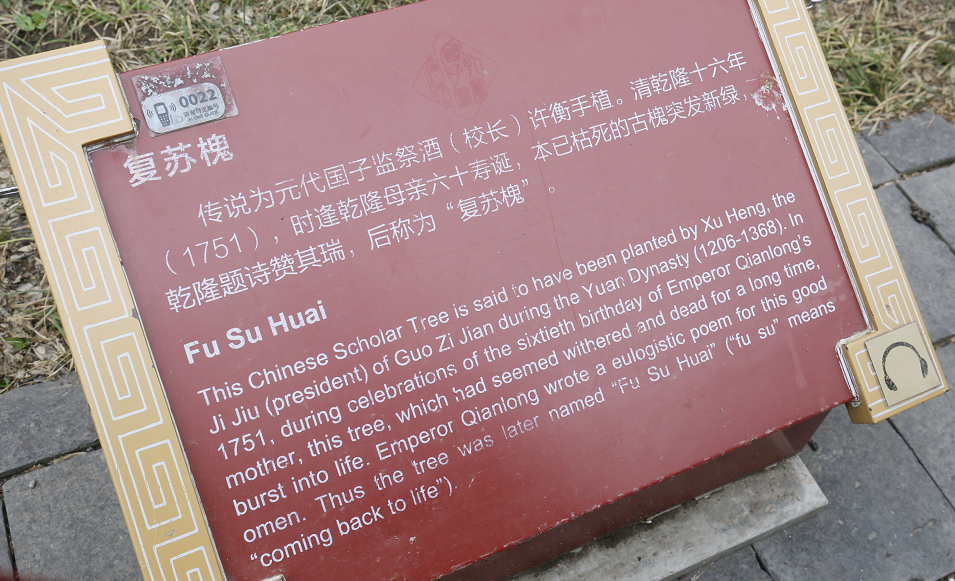 0022
复苏槐
传说为元代国子监祭酒（校长）许衡手植。清乾隆十六年
（1751），时逢乾隆母亲六十寿诞，本已枯死的古槐突发新绿，
乾隆题诗赞其瑞，后称为“复苏槐”。
Fu Su Huai
This Chinese Scholar Tree is said to have been planted by Xu Heng, the
Ji Jiu (president) of Guo Zi Jian during the Yuan Dynasty (1206-1368). In
1751, during celebrations of the sixtieth birthday of Emperor Qianlong's
mother, this tree, which had seemed withered and dead for a long time,
burst into life. Emperor Qianlong wrote a eulogistic poem for this good
omen. Thus the tree was later named “Fu Su Huai” (“fu su” means
“coming back to life”).